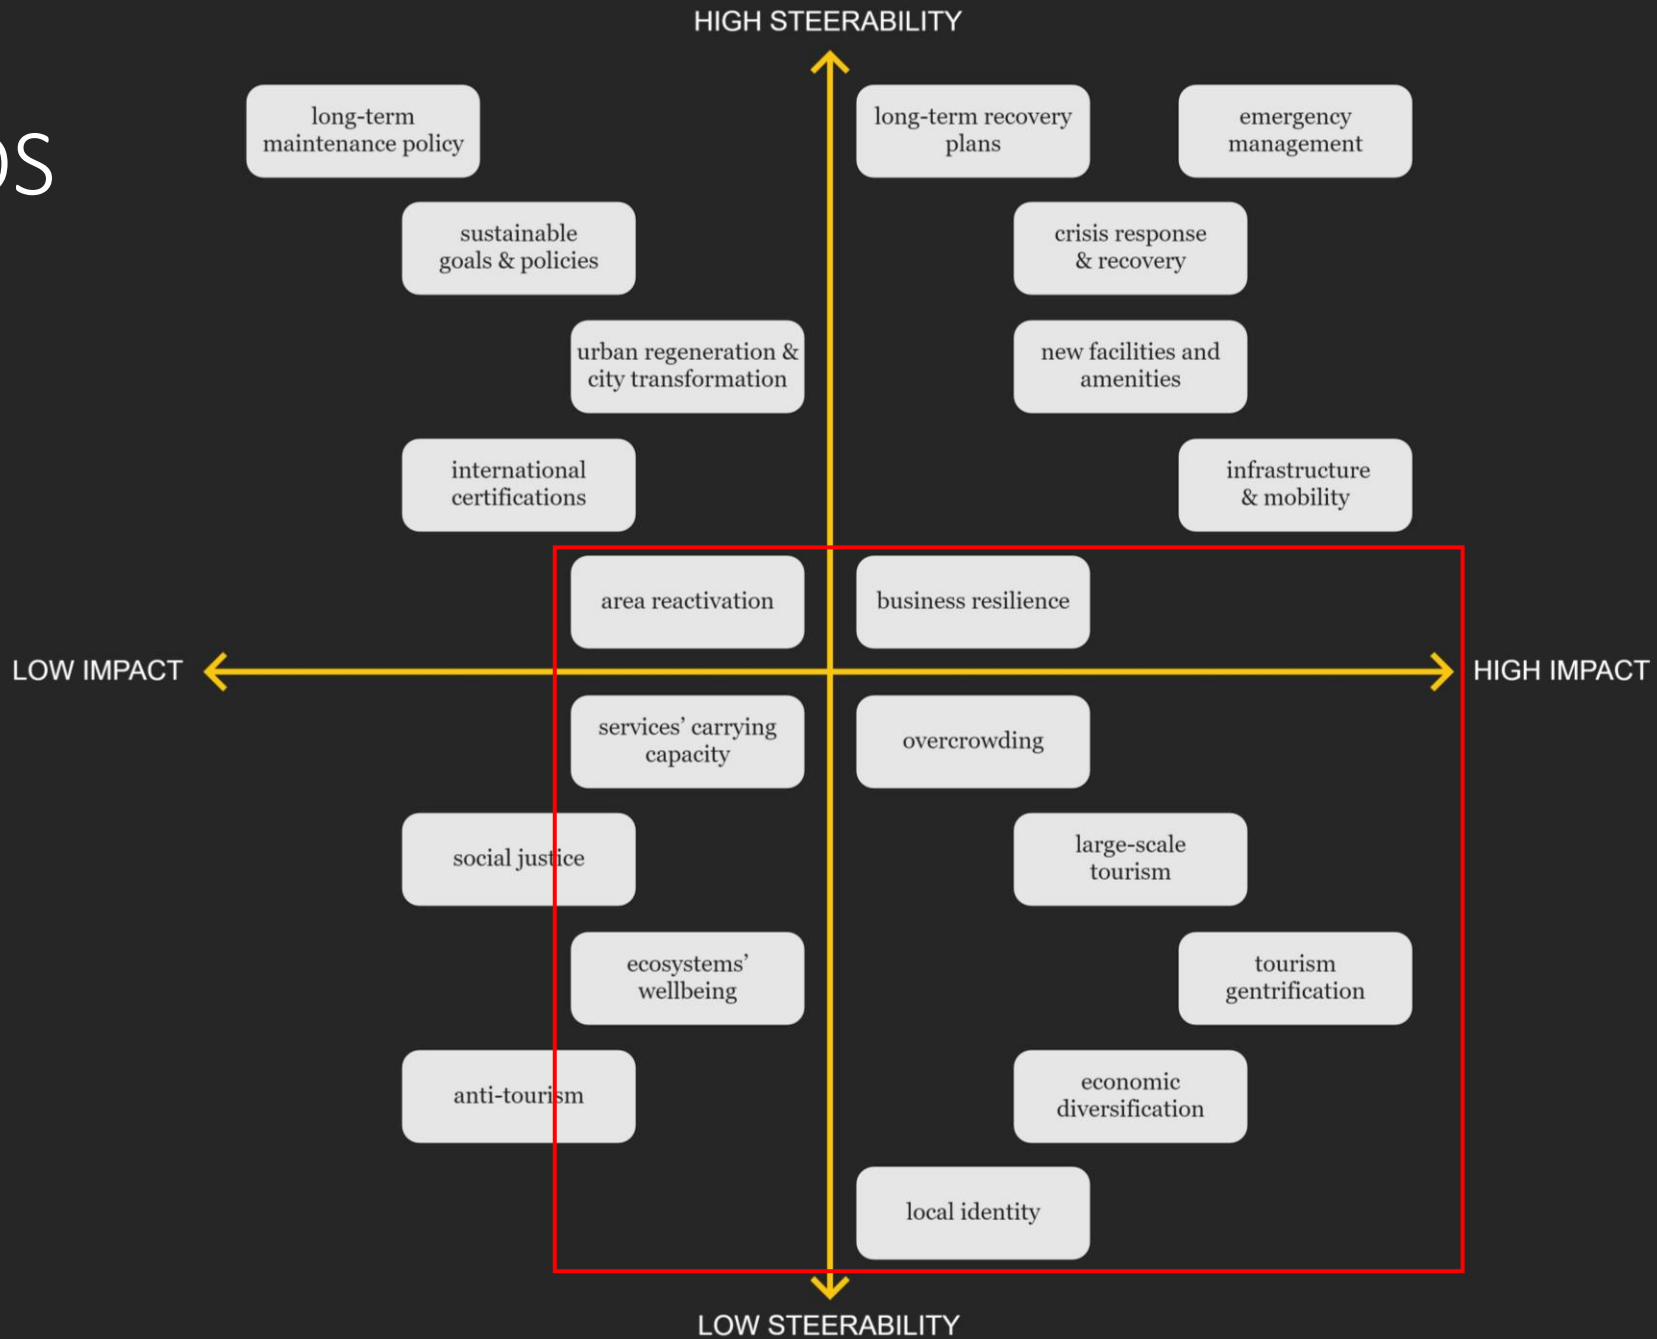 HIGH STEERABILITY
long-term
maintenance policy
long-term recovery
plans
emergency
management
sustainable
goals & policies
crisis response
& recovery
urban regeneration &
city transformation
new facilities and
amenities
international
certifications
infrastructure
& mobility
area reactivation
business resilience
LOW IMPACT
HIGH IMPACT
services’ carrying
capacity
overcrowding
social justice
large-scale
tourism
ecosystems’
wellbeing
tourism
gentrification
anti-tourism
economic
diversification
local identity
LOW STEERABILITY